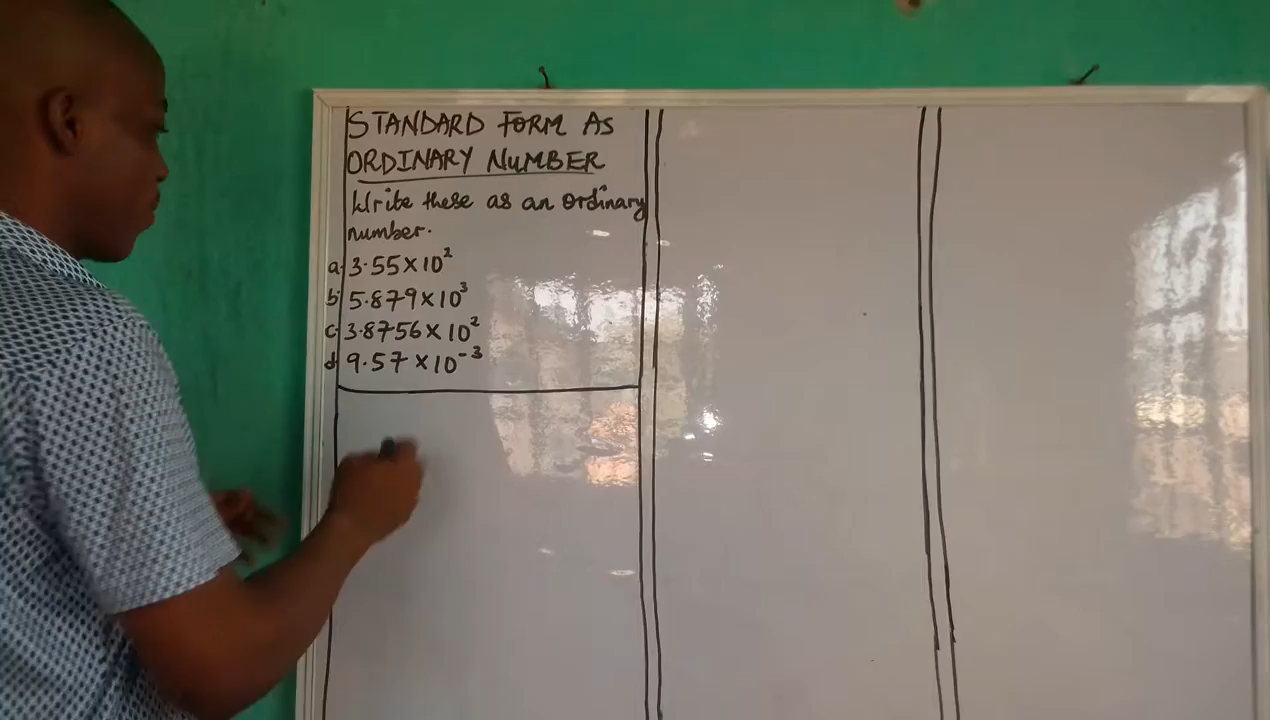 STANDARD FORM AS
ORDINARY NUMBER
Write these as an ordinary
number.
a. 3.55 × 10²
b. 5.879 × 10³
c. 3.8756 × 10²
d. 9.57 × 10⁻³